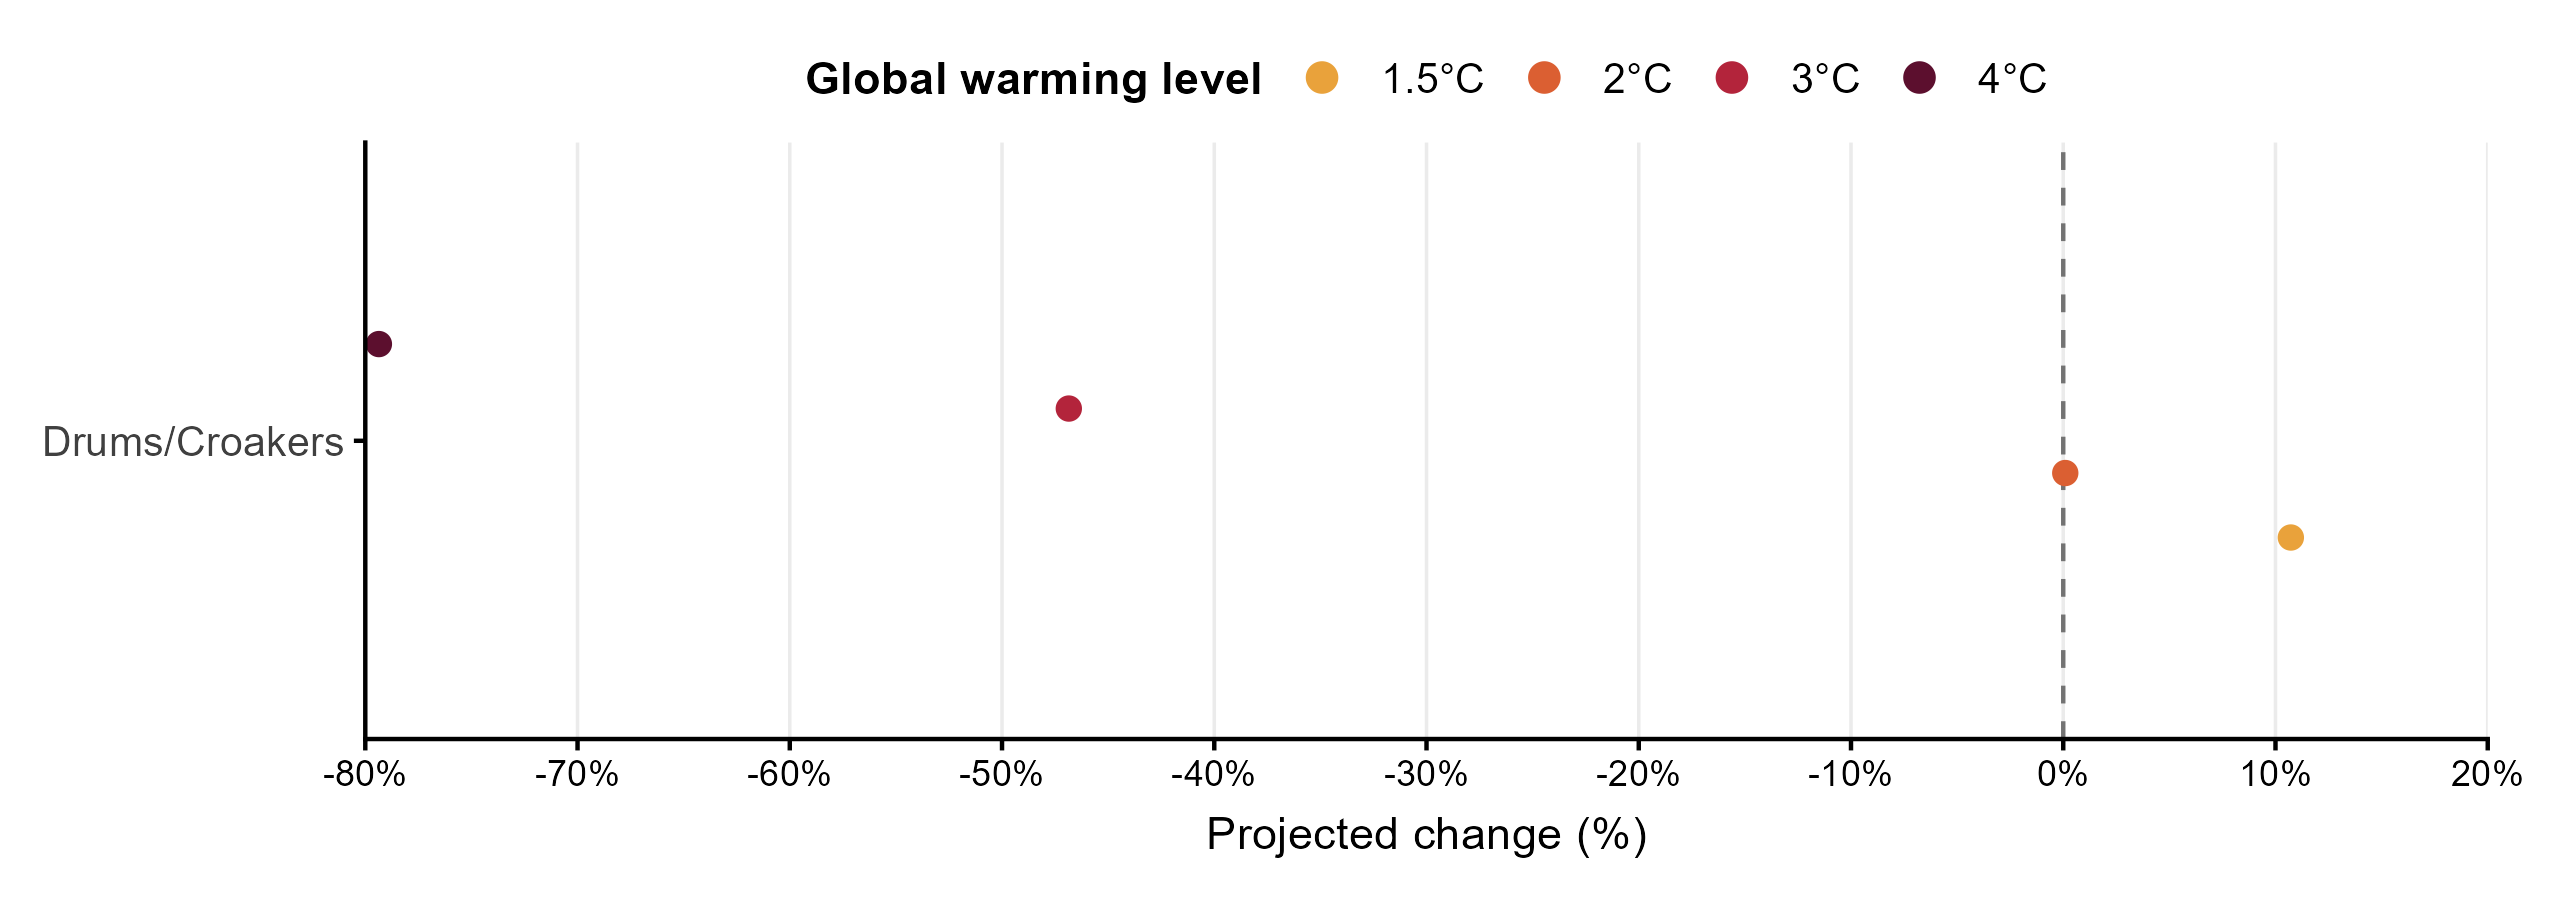 Global warming level 1.5°C 2°C 3°C 4°C
Drums/Croakers
-80% -70% -60% -50% -40% -30% -20% -10% 0% 10% 20%
Projected change (%)